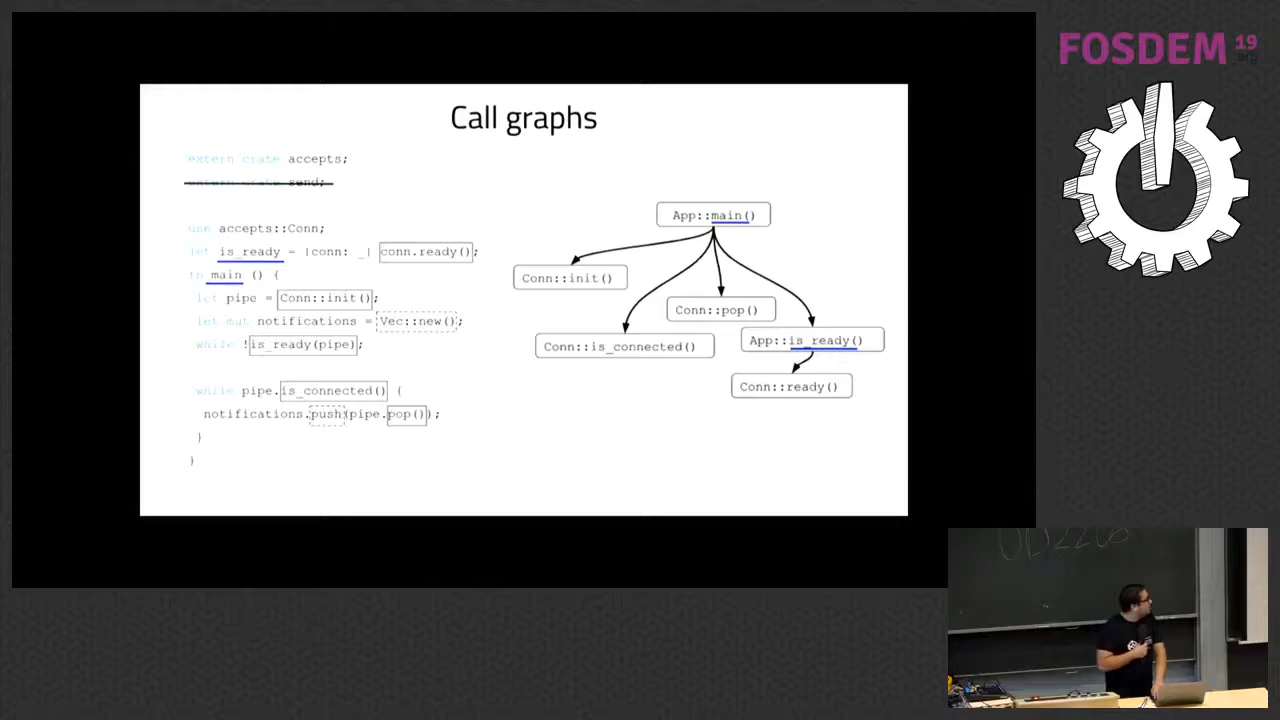 FOSDEM 19
.org
Call graphs
extern crate accepts;
extern crate send;
use accepts::Conn;
let is_ready = |conn: _| conn.ready();
fn main () {
let pipe = Conn::init();
let mut notifications = Vec::new();
while !is_ready(pipe);
while pipe.is_connected() {
notifications.push(pipe.pop());
}
}
App::main()
Conn::init()
Conn::pop()
App::is_ready()
Conn::is_connected()
Conn::ready()